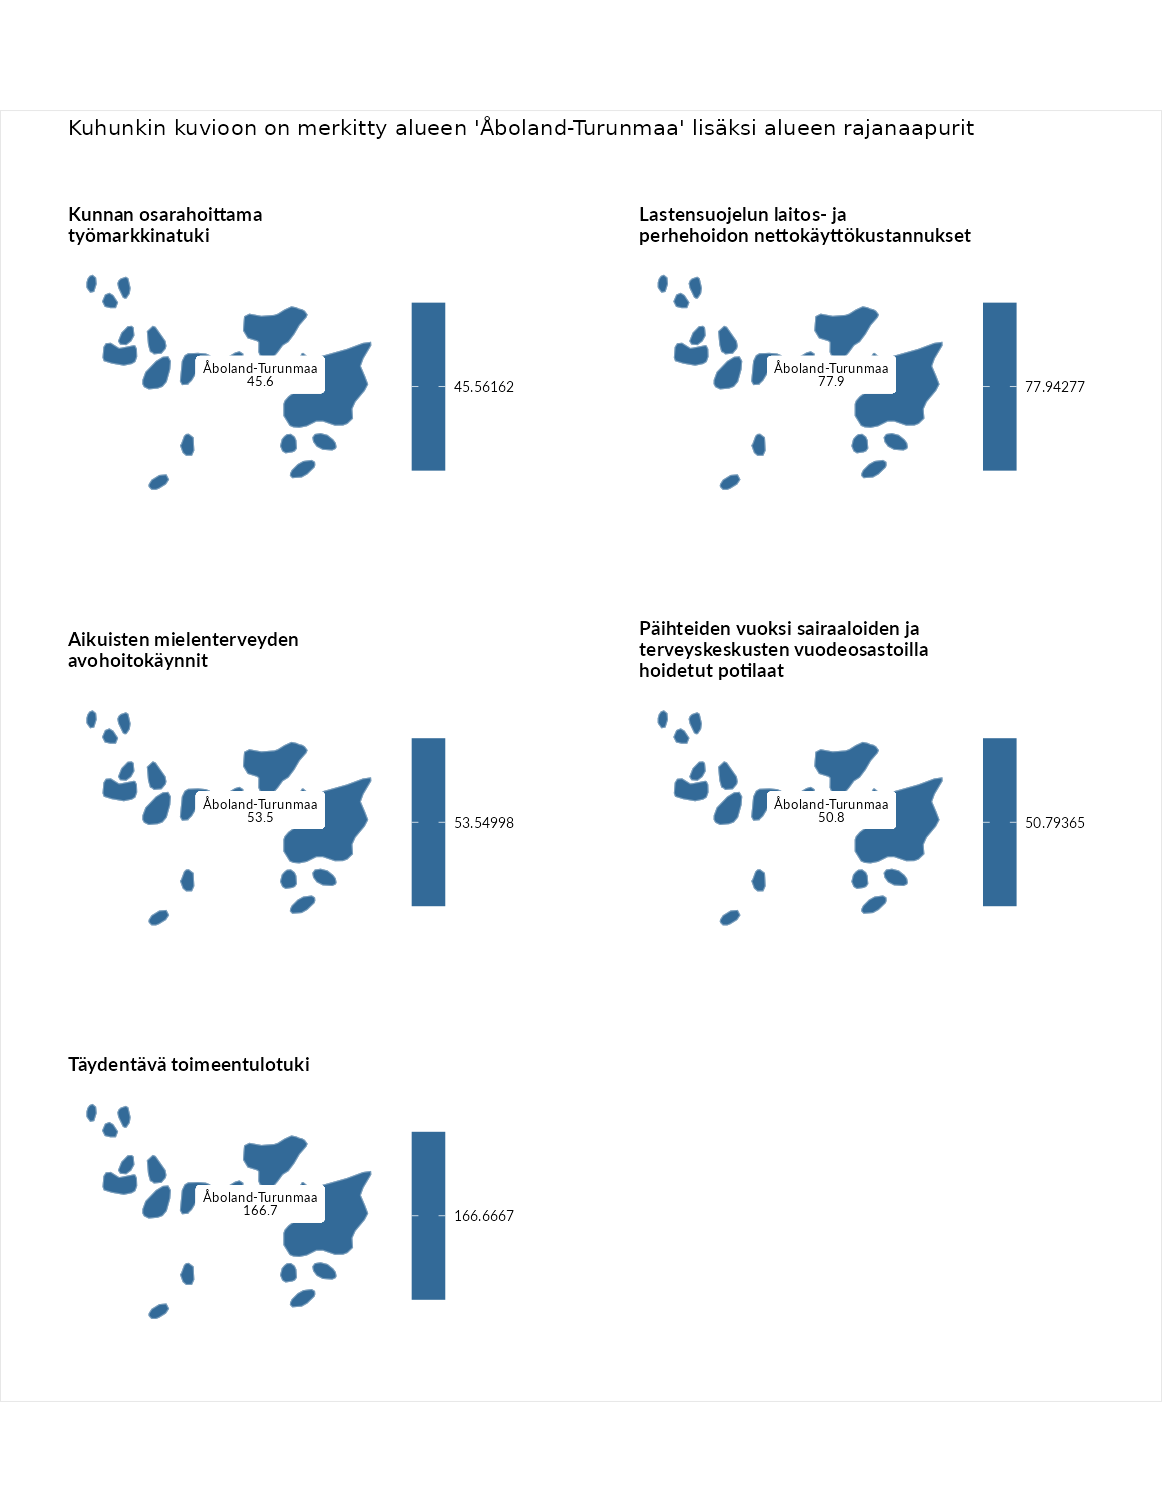 Kuhunkin kuvioon on merkitty alueen 'Åboland-Turunmaa' lisäksi alueen rajanaapurit
Kunnan osarahoittama
työmarkkinatuki
Åboland-Turunmaa
45.6
45.56162
Lastensuojelun laitos- ja
perhehoidon nettokäyttökustannukset
Åboland-Turunmaa
77.9
77.94277
Aikuisten mielenterveyden
avohoitokäynnit
Åboland-Turunmaa
53.5
53.54998
Päihteiden vuoksi sairaaloiden ja
terveyskeskusten vuodeosastoilla
hoidetut potilaat
Åboland-Turunmaa
50.8
50.79365
Täydentävä toimeentulotuki
Åboland-Turunmaa
166.7
166.6667